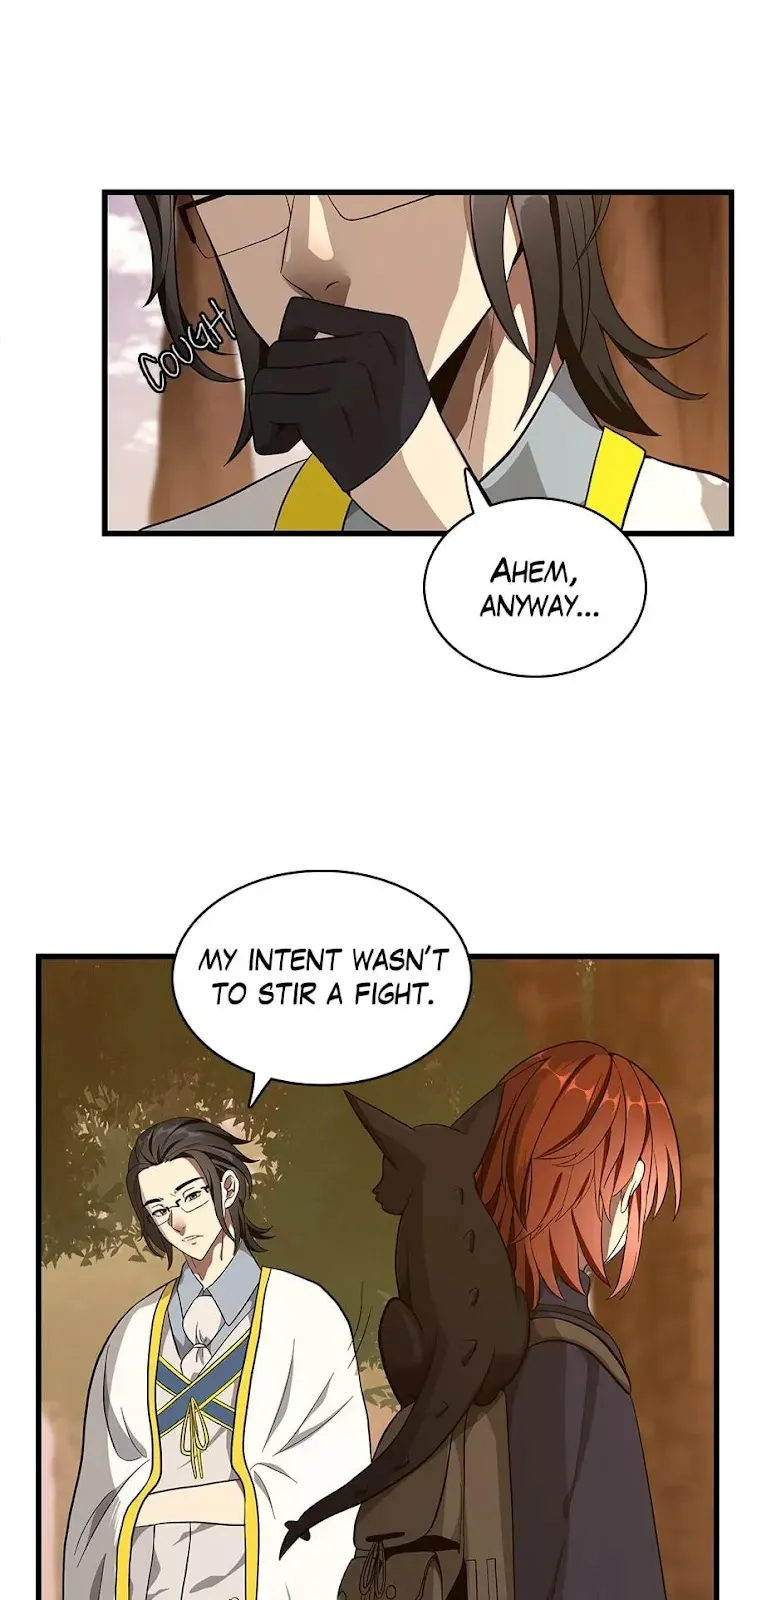 COUGH
AHEM,
ANYWAY...
MY INTENT WASN'T
TO STIR A FIGHT.